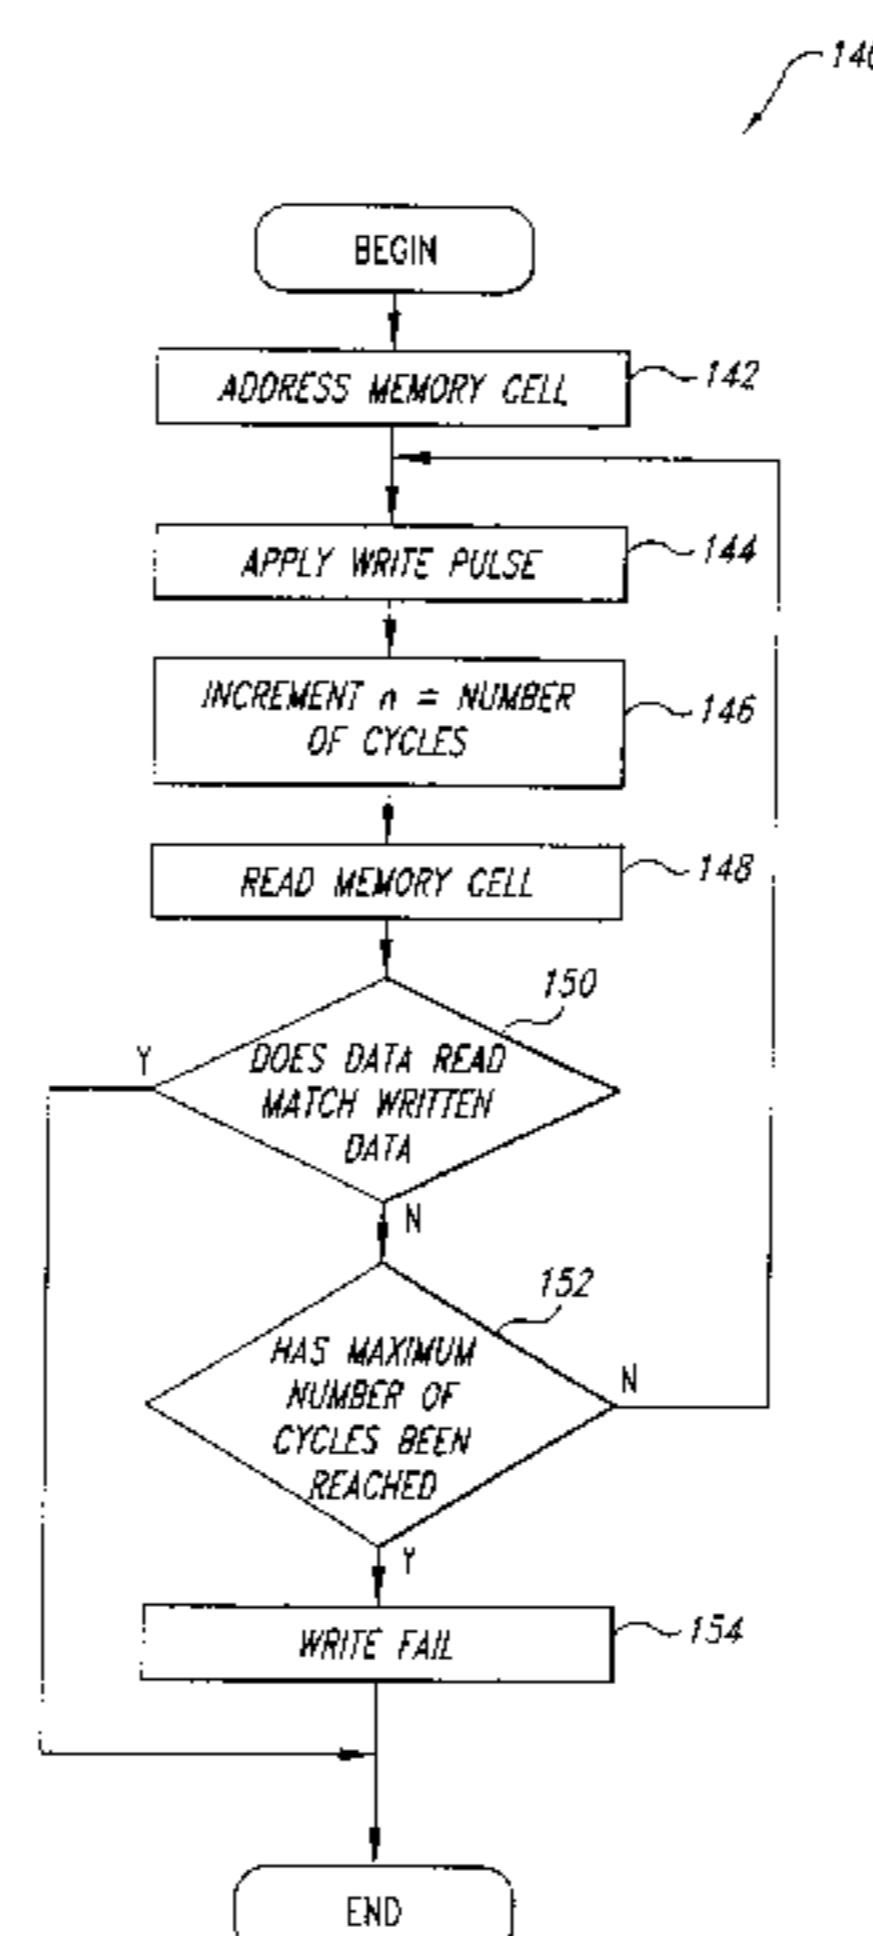 BEGIN
ADDRESS MEMORY CELL
142
APPLY WRITE PULSE
144
INCREMENT n = NUMBER
OF CYCLES
146
READ MEMORY CELL
148
150
DOES DATA READ
MATCH WRITTEN
DATA
Y
N
152
HAS MAXIMUM
NUMBER OF
CYCLES BEEN
REACHED
N
Y
WRITE FAIL
154
END